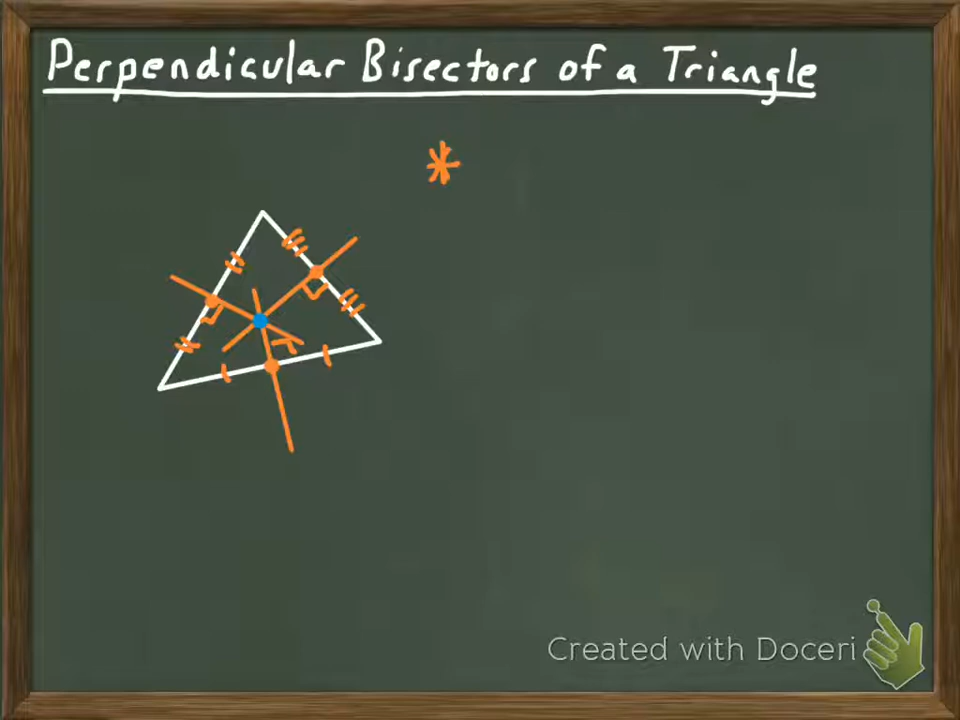 Perpendicular Bisectors of a Triangle
*
Created with Doceri